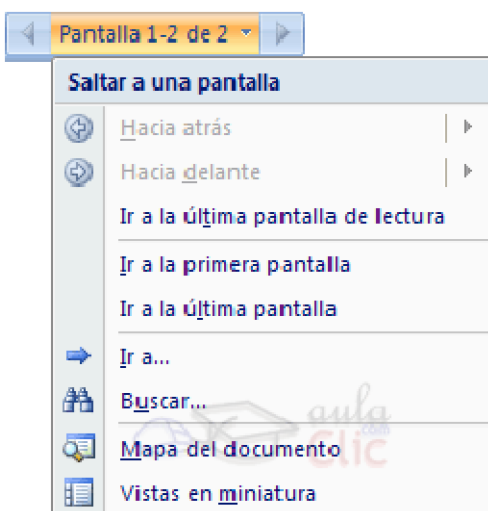 Pantalla 1-2 de 2
Saltar a una pantalla
Hacia atrás
Hacia delante
Ir a la última pantalla de lectura
Ir a la primera pantalla
Ir a la última pantalla
Ir a...
Buscar...
aula
.com
Clic
Mapa del documento
Vistas en miniatura